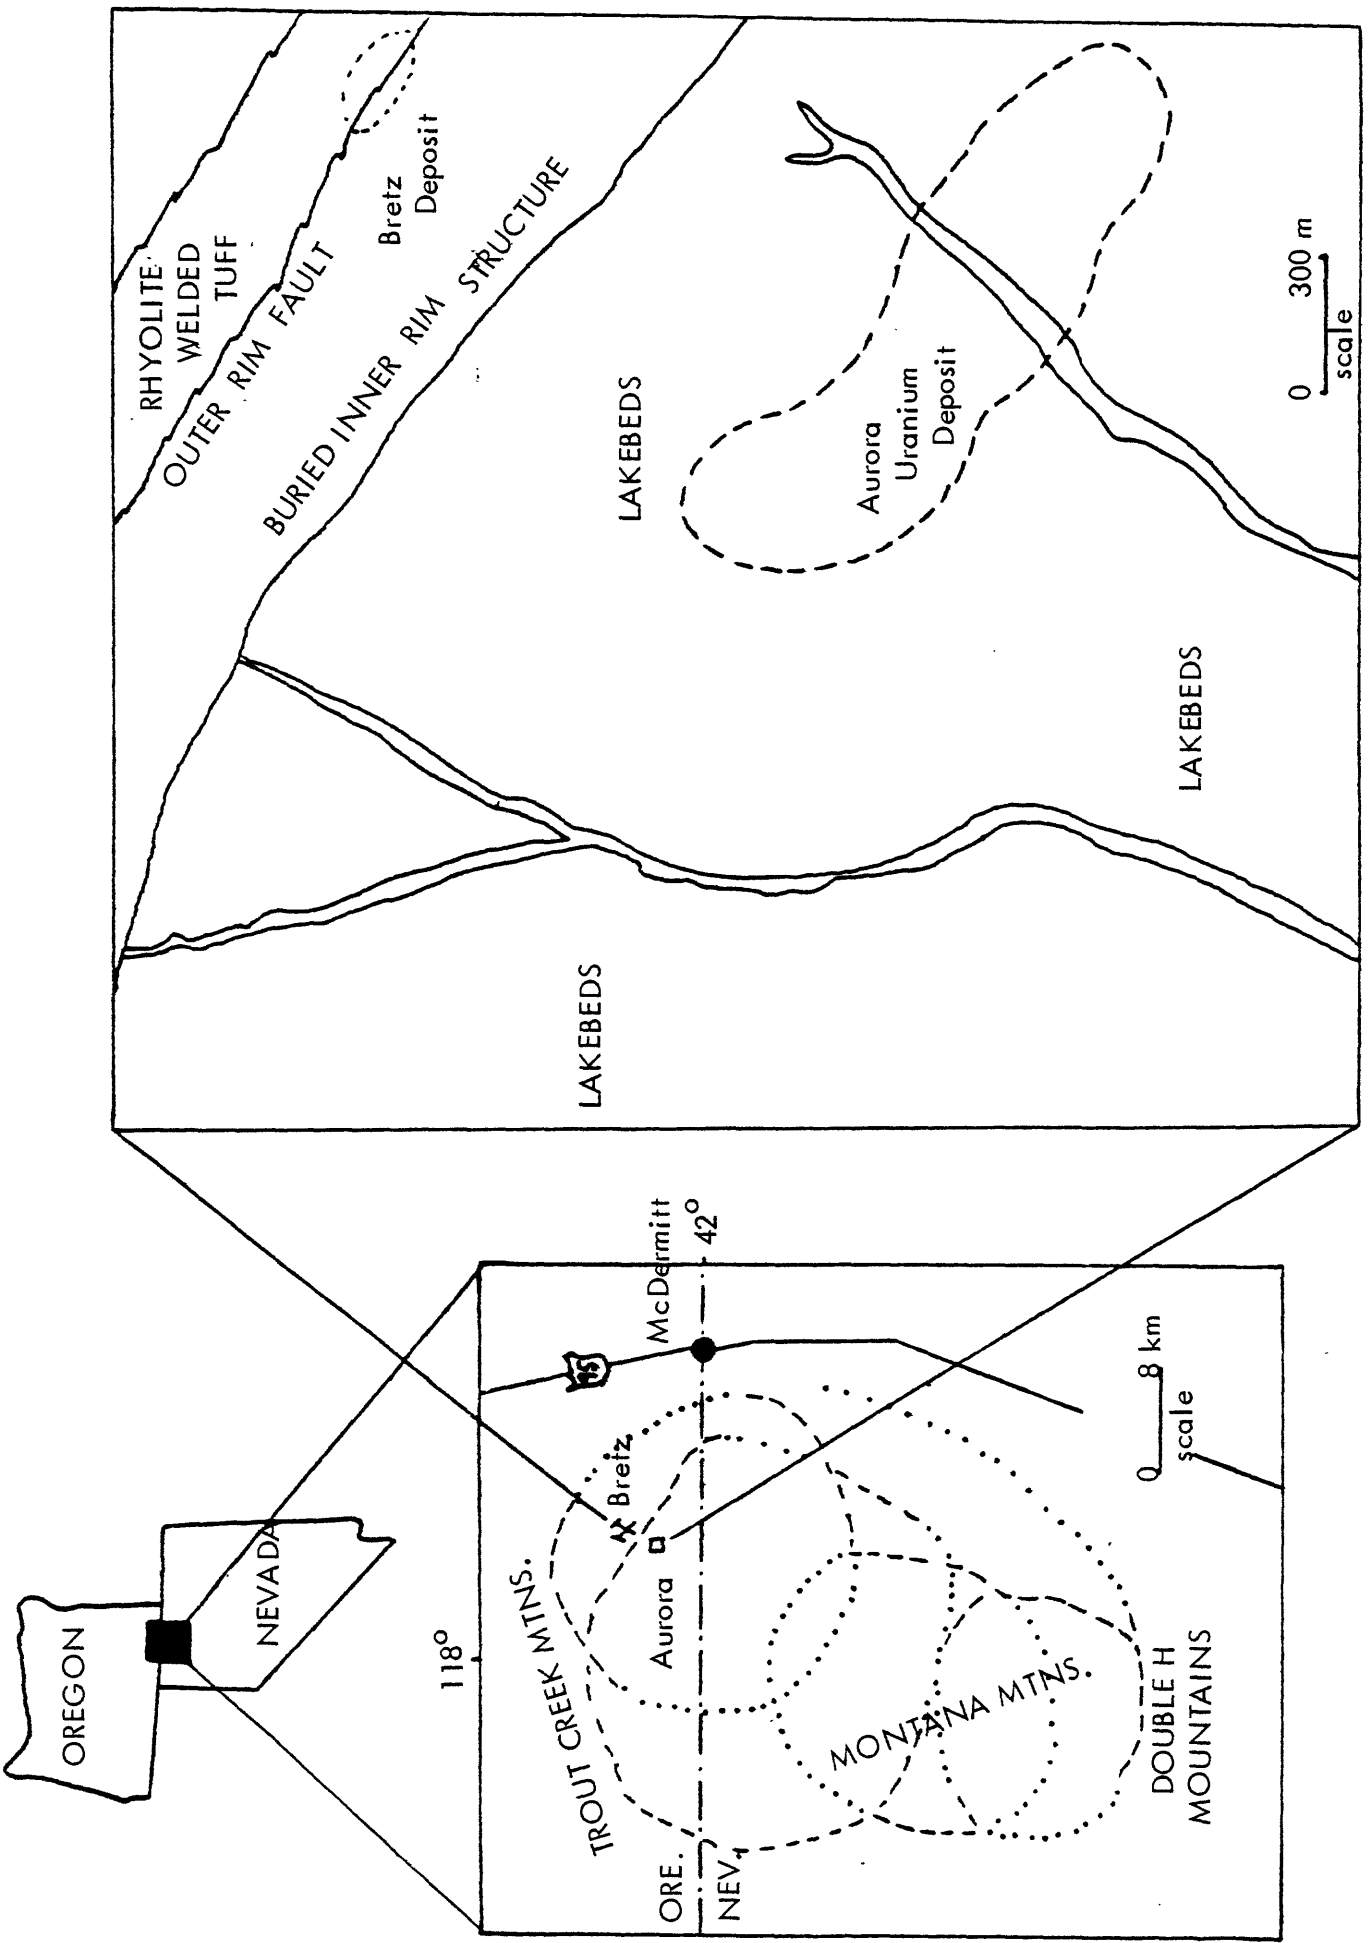 OREGON
NEVADA
118°
TROUT CREEK MTNS.
Bretz
Aurora
95
McDermitt
42°
ORE.
NEV.
MONTANA MTNS.
DOUBLE H
MOUNTAINS
0 8 km
scale
RHYOLITE
WELDED
TUFF
OUTER RIM FAULT
Bretz
Deposit
BURIED INNER RIM STRUCTURE
LAKEBEDS
Aurora
Uranium
Deposit
LAKEBEDS
LAKEBEDS
0 300 m
scale